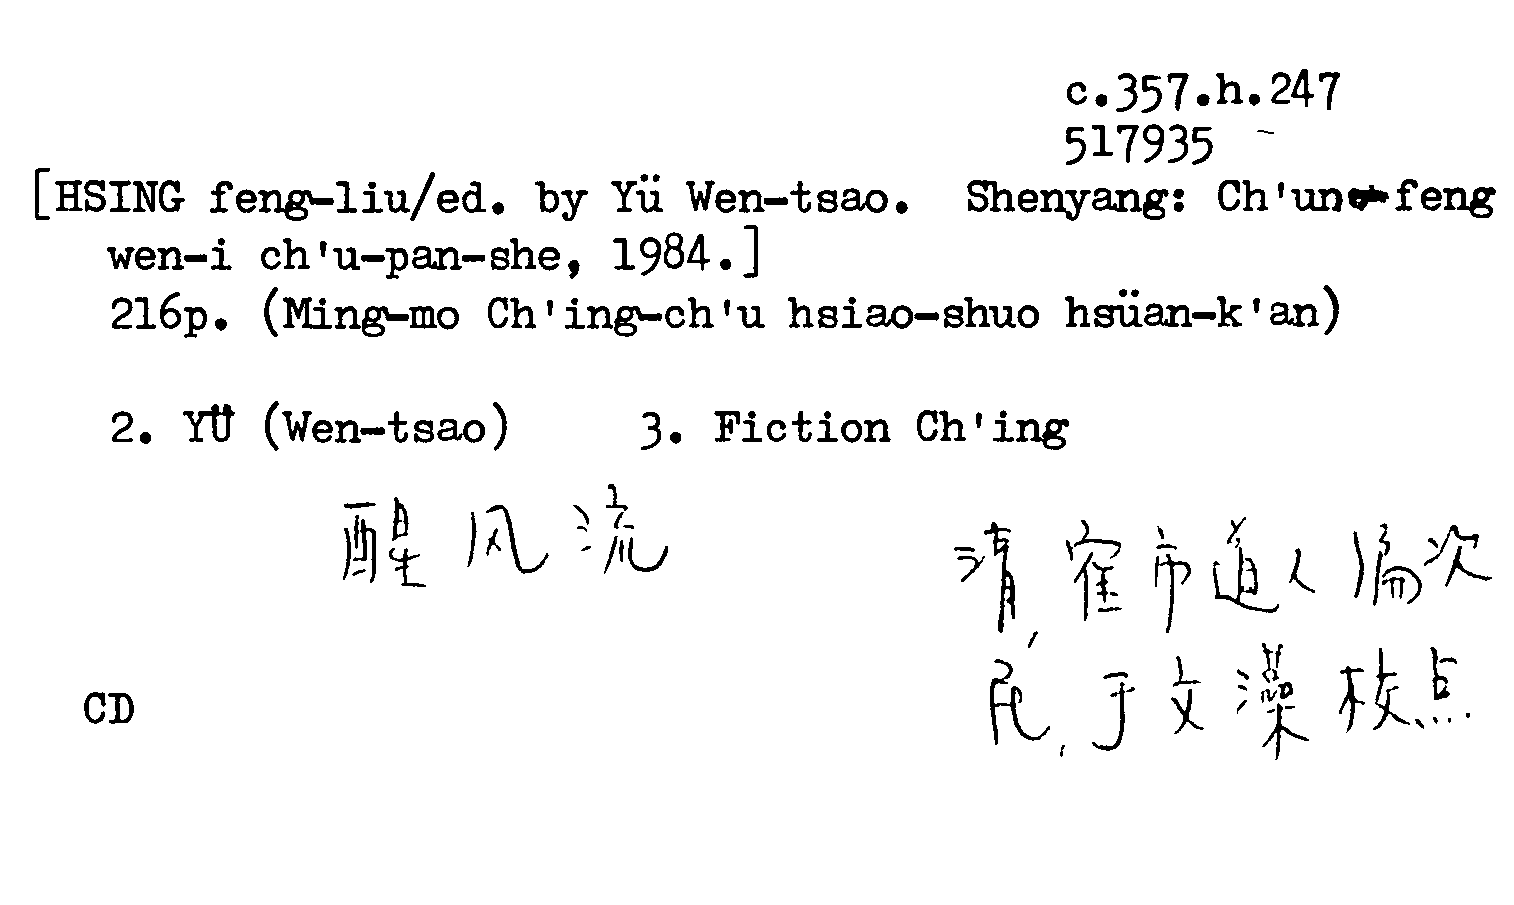 c.357.h.247
517935
[HSING feng-liu/ed. by Yü Wen-tsao. Shenyang: Ch'un-feng
wen-i ch'u-pan-she, 1984.]
216p. (Ming-mo Ch'ing-ch'u hsiao-shuo hsüan-k'an)
2. YÜ (Wen-tsao) 3. Fiction Ch'ing
醒风流
清, 寉市道人编次
民, 于文藻校点.
CD